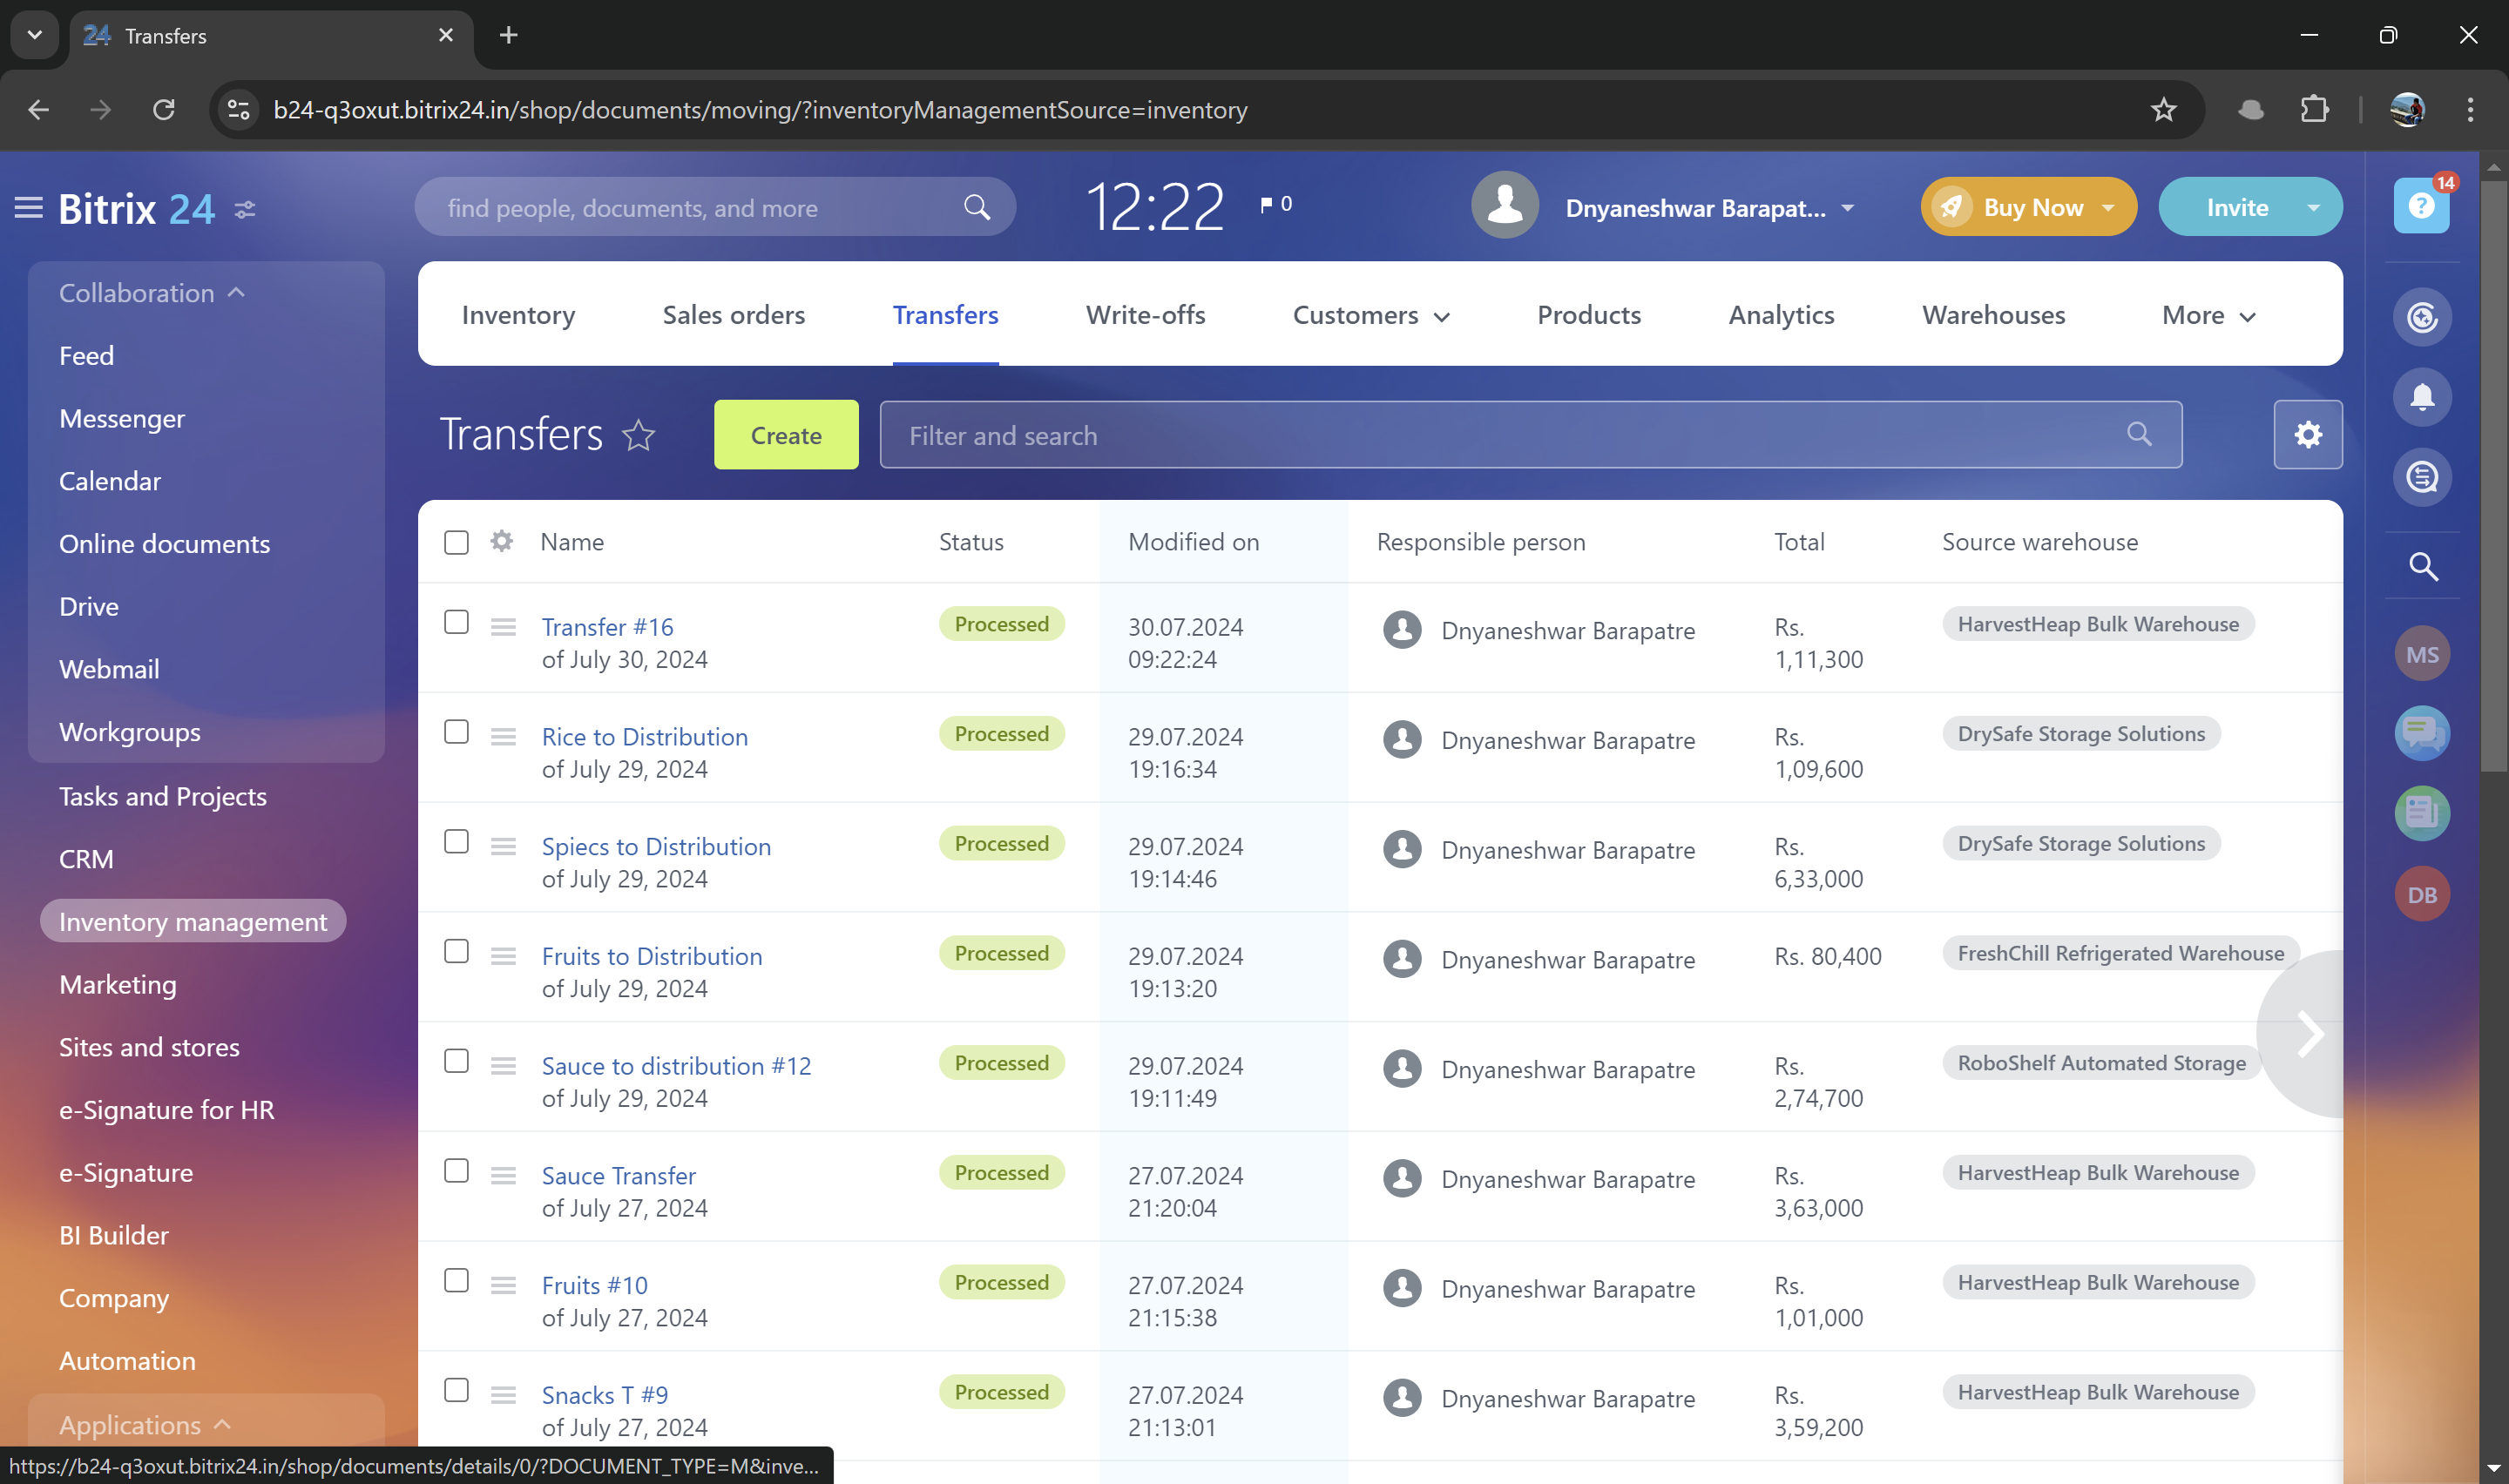 24 Transfers
b24-q3oxut.bitrix24.in/shop/documents/moving/?inventoryManagementSource=inventory
Bitrix 24
find people, documents, and more
12:22
0
Dnyaneshwar Barapat...
Buy Now
Invite
14
Collaboration
Feed
Messenger
Calendar
Online documents
Drive
Webmail
Workgroups
Tasks and Projects
CRM
Inventory management
Marketing
Sites and stores
e-Signature for HR
e-Signature
BI Builder
Company
Automation
Applications
Inventory Sales orders Transfers Write-offs Customers Products Analytics Warehouses More
Transfers
Create
Filter and search
Name Status Modified on Responsible person Total Source warehouse
Transfer #16 Processed 30.07.2024 Dnyaneshwar Barapatre Rs. HarvestHeap Bulk Warehouse
of July 30, 2024 09:22:24 1,11,300
Rice to Distribution Processed 29.07.2024 Dnyaneshwar Barapatre Rs. DrySafe Storage Solutions
of July 29, 2024 19:16:34 1,09,600
Spiecs to Distribution Processed 29.07.2024 Dnyaneshwar Barapatre Rs. DrySafe Storage Solutions
of July 29, 2024 19:14:46 6,33,000
Fruits to Distribution Processed 29.07.2024 Dnyaneshwar Barapatre Rs. 80,400 FreshChill Refrigerated Warehouse
of July 29, 2024 19:13:20
Sauce to distribution #12 Processed 29.07.2024 Dnyaneshwar Barapatre Rs. RoboShelf Automated Storage
of July 29, 2024 19:11:49 2,74,700
Sauce Transfer Processed 27.07.2024 Dnyaneshwar Barapatre Rs. HarvestHeap Bulk Warehouse
of July 27, 2024 21:20:04 3,63,000
Fruits #10 Processed 27.07.2024 Dnyaneshwar Barapatre Rs. HarvestHeap Bulk Warehouse
of July 27, 2024 21:15:38 1,01,000
Snacks T #9 Processed 27.07.2024 Dnyaneshwar Barapatre Rs. HarvestHeap Bulk Warehouse
of July 27, 2024 21:13:01 3,59,200
MS
DB
https://b24-q3oxut.bitrix24.in/shop/documents/details/0/?DOCUMENT_TYPE=M&inve...